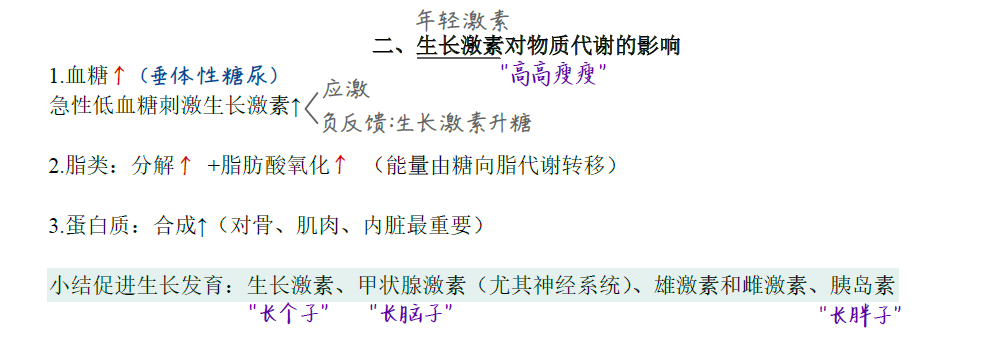 年轻激素
二、生长激素对物质代谢的影响
"高高瘦瘦"
1.血糖↑（垂体性糖尿）
应激
急性低血糖刺激生长激素↑
负反馈:生长激素升糖
2.脂类：分解↑ +脂肪酸氧化↑ （能量由糖向脂代谢转移）
3.蛋白质：合成↑（对骨、肌肉、内脏最重要）
小结促进生长发育：生长激素、甲状腺激素（尤其神经系统）、雄激素和雌激素、胰岛素
"长个子" "长脑子" "长胖子"